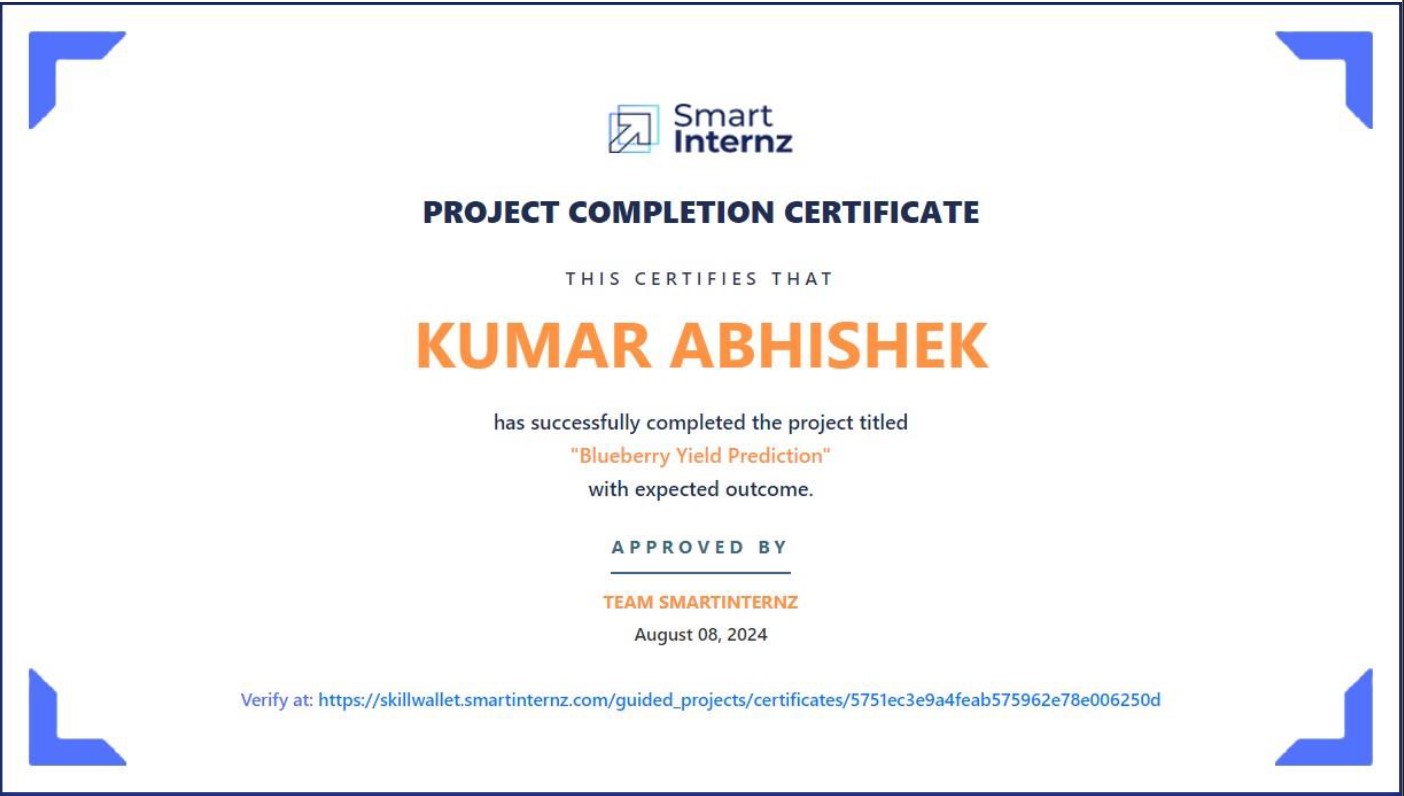 Smart
Internz
PROJECT COMPLETION CERTIFICATE
THIS CERTIFIES THAT
KUMAR ABHISHEK
has successfully completed the project titled
"Blueberry Yield Prediction"
with expected outcome.
APPROVED BY
TEAM SMARTINTERNZ
August 08, 2024
Verify at: https://skillwallet.smartinternz.com/guided_projects/certificates/5751ec3e9a4feab575962e78e006250d